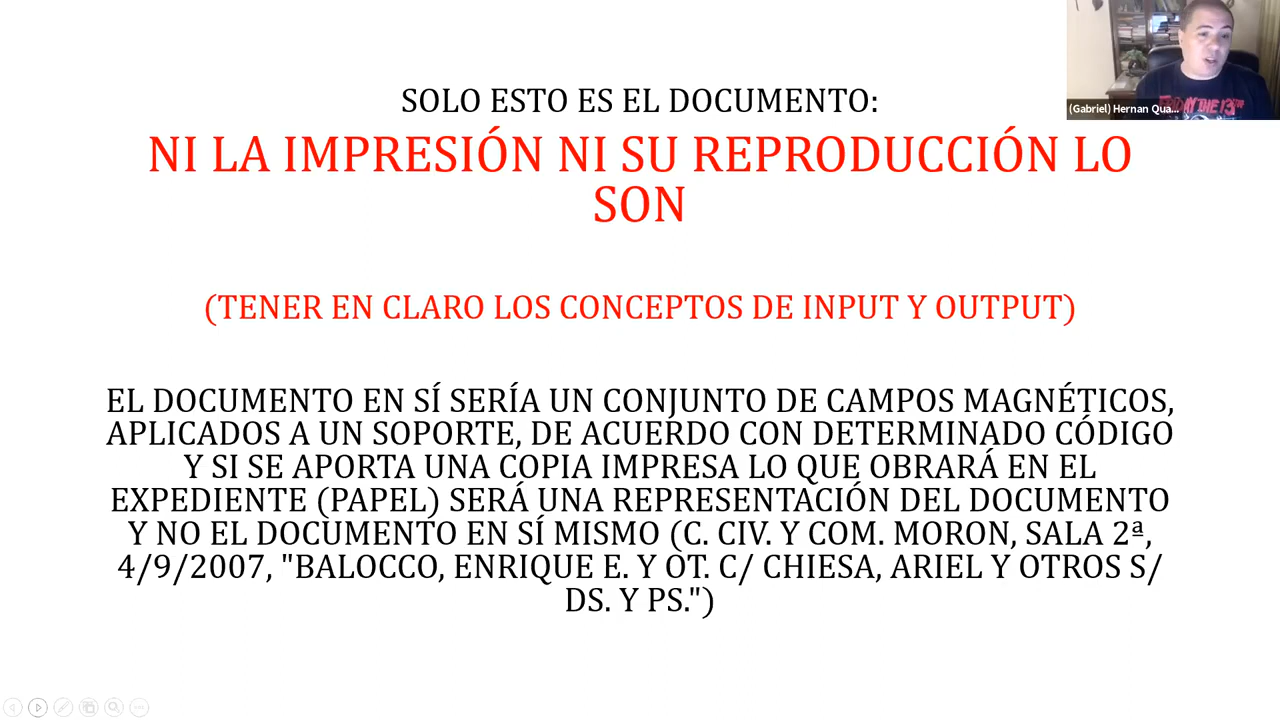 SOLO ESTO ES EL DOCUMENTO:
NI LA IMPRESIÓN NI SU REPRODUCCIÓN LO
SON
(TENER EN CLARO LOS CONCEPTOS DE INPUT Y OUTPUT)
EL DOCUMENTO EN SÍ SERÍA UN CONJUNTO DE CAMPOS MAGNÉTICOS,
APLICADOS A UN SOPORTE, DE ACUERDO CON DETERMINADO CÓDIGO
Y SI SE APORTA UNA COPIA IMPRESA LO QUE OBRARÁ EN EL
EXPEDIENTE (PAPEL) SERÁ UNA REPRESENTACIÓN DEL DOCUMENTO
Y NO EL DOCUMENTO EN SÍ MISMO (C. CIV. Y COM. MORON, SALA 2ª,
4/9/2007, "BALOCCO, ENRIQUE E. Y OT. C/ CHIESA, ARIEL Y OTROS S/
DS. Y PS.")
FRIDAY THE 13TH
(Gabriel) Hernan Qua...